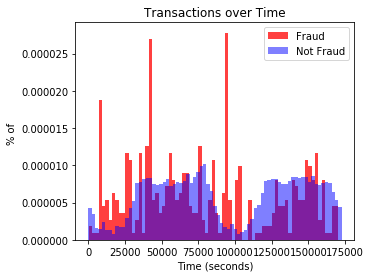 Transactions over Time
Fraud
Not Fraud
% of
0.000025
0.000020
0.000015
0.000010
0.000005
0.000000
0 25000 50000 75000 100000 125000 150000 175000
Time (seconds)